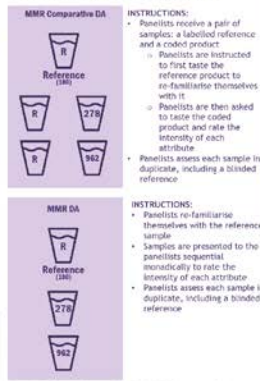 MMR Comparative DA
R
Reference
(180)
R
278
R
962
INSTRUCTIONS:
• Panelists receive a pair of
samples: a labelled reference
and a coded product
o Panelists are instructed
to first taste the
reference product to
re-familiarise themselves
with it
o Panelists are then asked
to taste the coded
product and rate the
intensity of each
attribute
• Panelists assess each sample in
duplicate, including a blinded
reference
MMR DA
R
Reference
278
962
INSTRUCTIONS:
• Panelists re-familiarise
themselves with the reference
sample
• Samples are presented to the
panelists sequential
monadically to rate the
intensity of each attribute
• Panelists assess each sample in
duplicate, including a blinded
reference